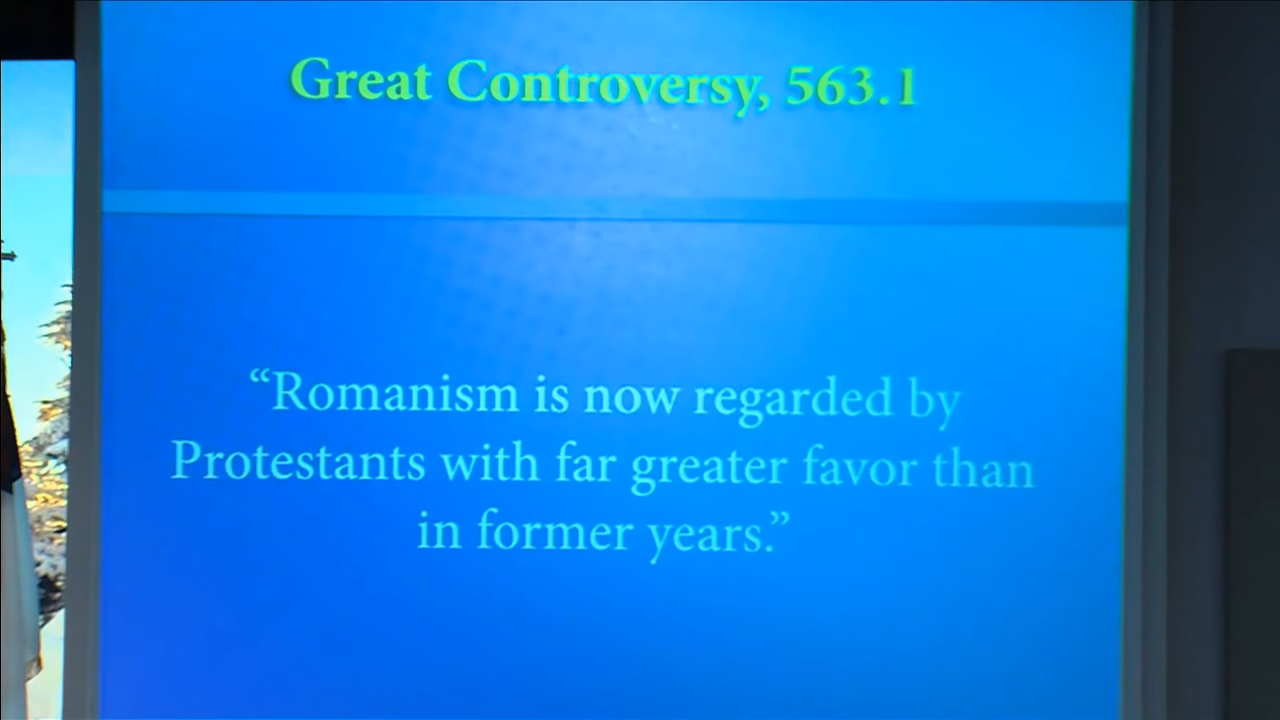 Great Controversy, 563.1
“Romanism is now regarded by
Protestants with far greater favor than
in former years.”